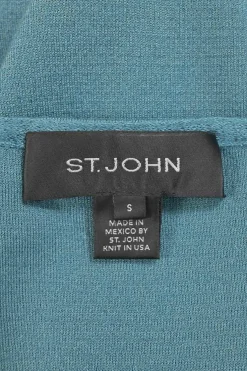 ST. JOHN
S
MADE IN
MEXICO BY
ST. JOHN
KNIT IN USA